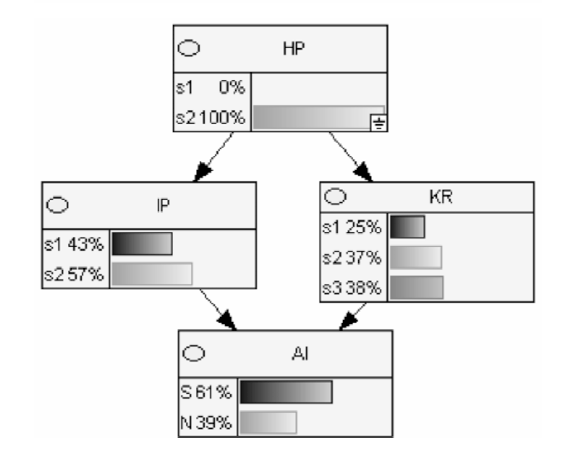 HP
s1 0%
s2 100%
IP
s1 43%
s2 57%
KR
s1 25%
s2 37%
s3 38%
AI
S 61%
N 39%